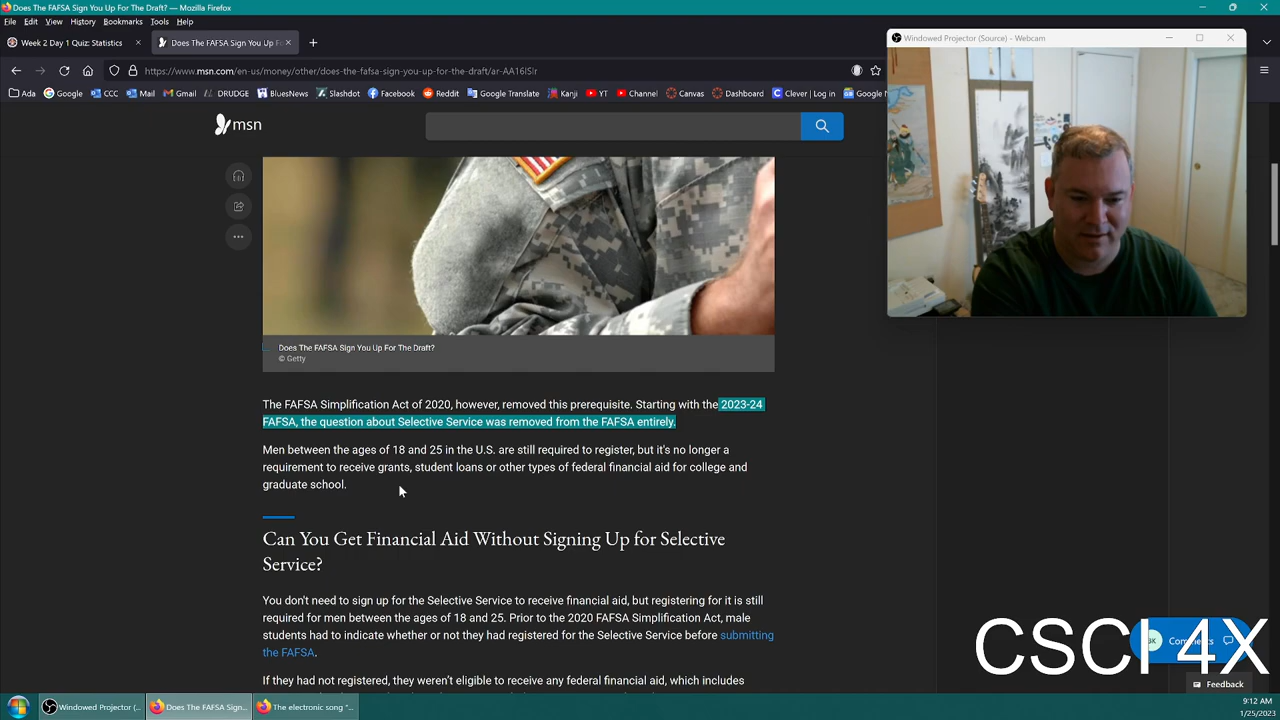 Does The FAFSA Sign You Up For The Draft? — Mozilla Firefox
File Edit View History Bookmarks Tools Help
Week 2 Day 1 Quiz: Statistics
Does The FAFSA Sign You Up F
https://www.msn.com/en-us/money/other/does-the-fafsa-sign-you-up-for-the-draft/ar-AA16ISlr
Ada Google CCC Mail Gmail DRUDGE BluesNews Slashdot Facebook Reddit Google Translate Kanji YT Channel Canvas Dashboard Clever | Log in Google N
Windowed Projector (Source) - Webcam
msn
Does The FAFSA Sign You Up For The Draft?
© Getty
The FAFSA Simplification Act of 2020, however, removed this prerequisite. Starting with the 2023-24
FAFSA, the question about Selective Service was removed from the FAFSA entirely.
Men between the ages of 18 and 25 in the U.S. are still required to register, but it's no longer a
requirement to receive grants, student loans or other types of federal financial aid for college and
graduate school.
Can You Get Financial Aid Without Signing Up for Selective
Service?
You don't need to sign up for the Selective Service to receive financial aid, but registering for it is still
required for men between the ages of 18 and 25. Prior to the 2020 FAFSA Simplification Act, male
students had to indicate whether or not they had registered for the Selective Service before submitting
the FAFSA.
If they had not registered, they weren't eligible to receive any federal financial aid, which includes
CSCI 4X
Comments
Feedback
Windowed Projector (...
Does The FAFSA Sign...
The electronic song "...
9:12 AM
1/25/2023